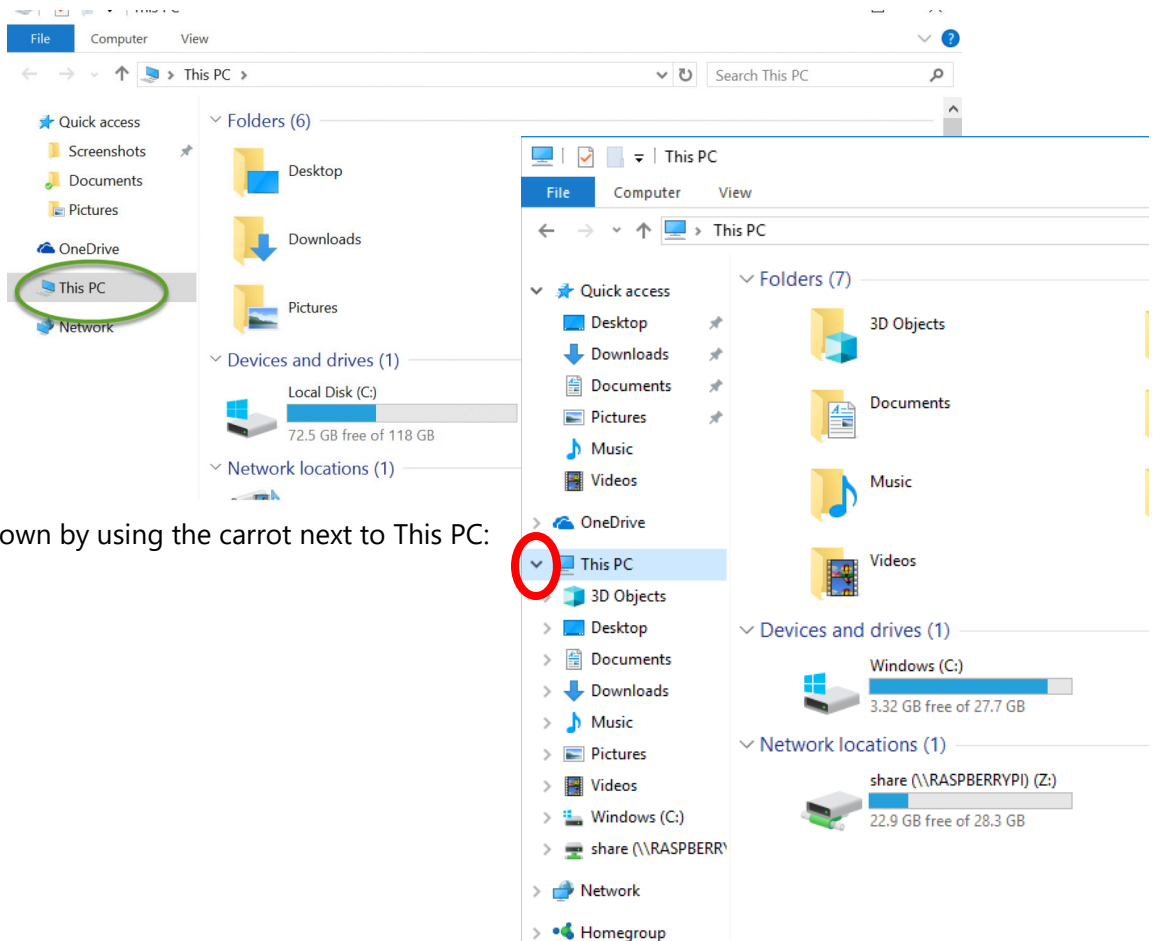 File Computer View
This PC
Search This PC
Quick access
Screenshots
Documents
Pictures
OneDrive
This PC
Network
Folders (6)
Desktop
Downloads
Pictures
Devices and drives (1)
Local Disk (C:)
72.5 GB free of 118 GB
Network locations (1)
own by using the carrot next to This PC:
This PC
File Computer View
This PC
Quick access
Desktop
Downloads
Documents
Pictures
Music
Videos
OneDrive
This PC
3D Objects
Desktop
Documents
Downloads
Music
Pictures
Videos
Windows (C:)
share (\\RASPBERRY
Network
Homegroup
Folders (7)
3D Objects
Documents
Music
Videos
Devices and drives (1)
Windows (C:)
3.32 GB free of 27.7 GB
Network locations (1)
share (\\RASPBERRYPI) (Z:)
22.9 GB free of 28.3 GB